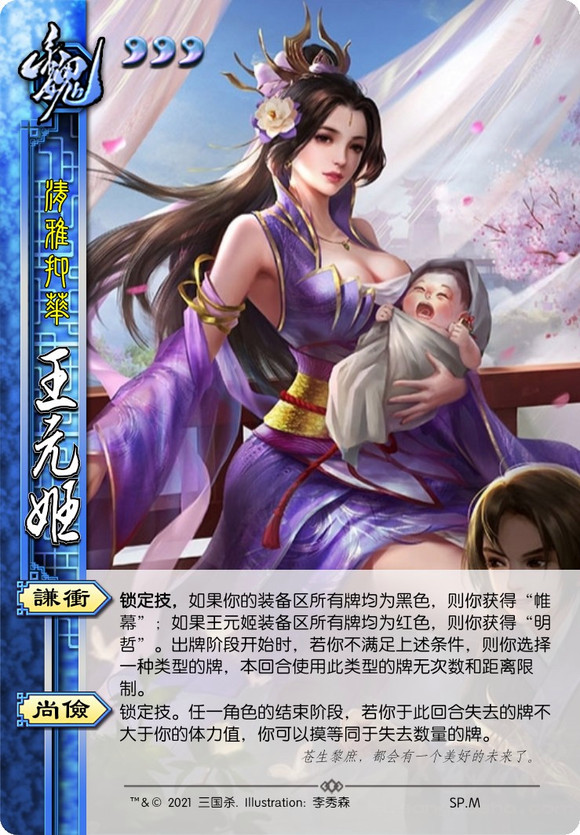 魏
清雅抑華
王元姬
謙衝
锁定技，如果你的装备区所有牌均为黑色，则你获得“帷
幕”；如果王元姬装备区所有牌均为红色，则你获得“明
哲”。出牌阶段开始时，若你不满足上述条件，则你选择
一种类型的牌，本回合使用此类型的牌无次数和距离限
制。
尚儉
锁定技。任一角色的结束阶段，若你于此回合失去的牌不
大于你的体力值，你可以摸等同于失去数量的牌。
苍生黎庶，都会有一个美好的未来了。
™&© 2021 三国杀. Illustration: 李秀森
SP.M